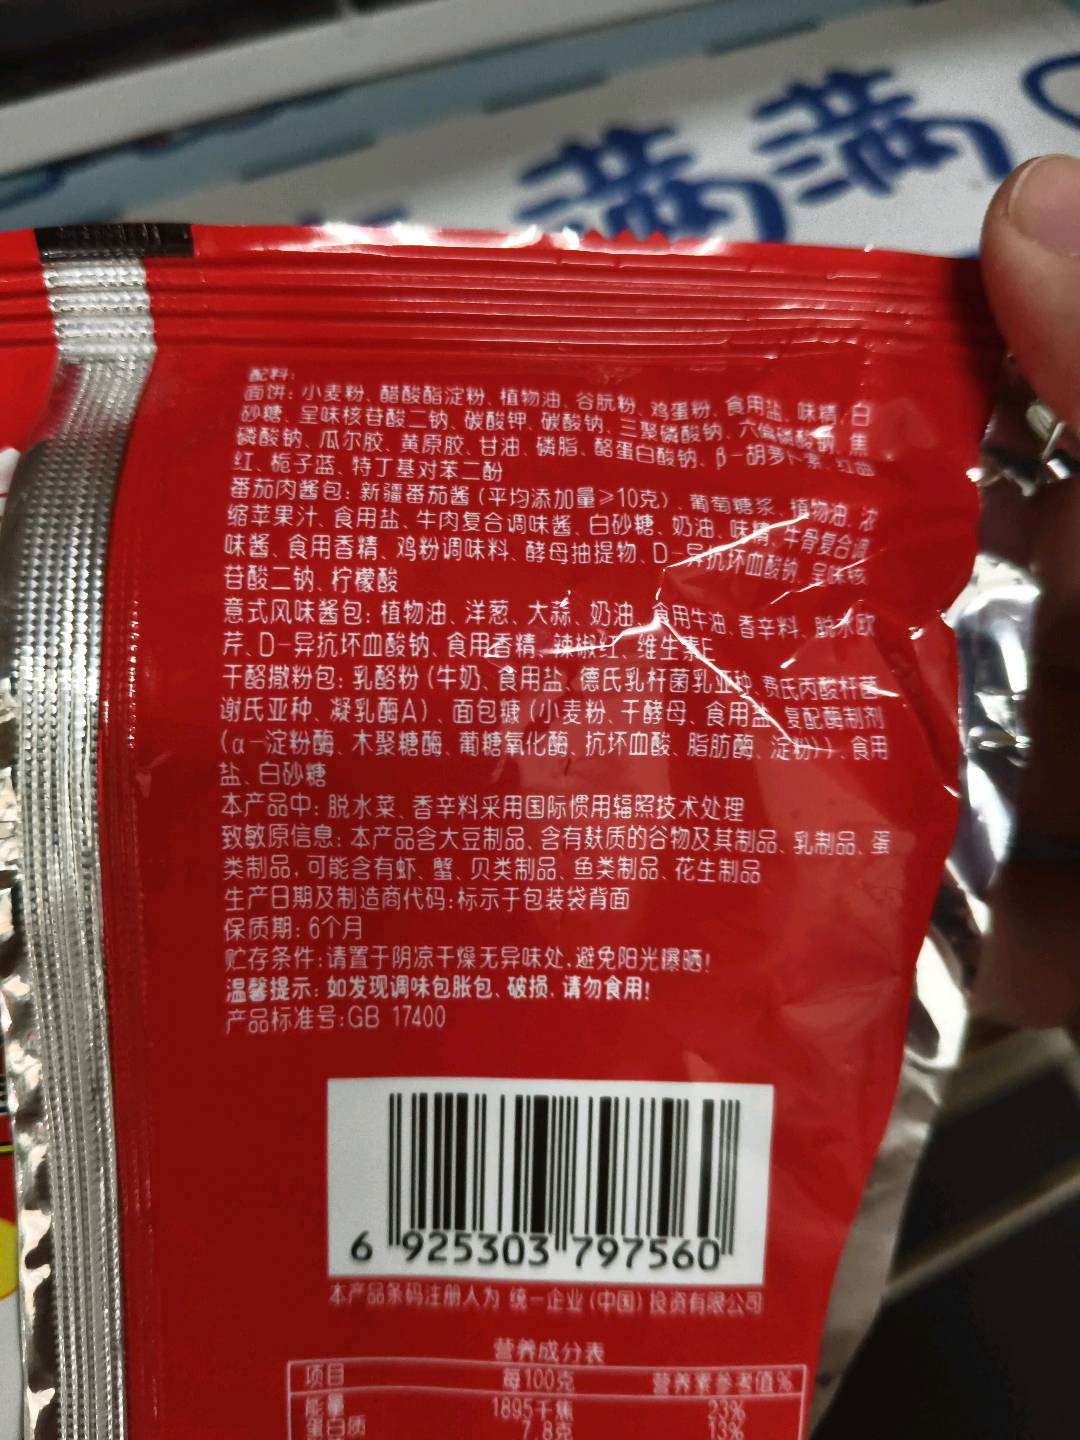 满满
配料:
面饼: 小麦粉、醋酸酯淀粉、植物油、谷朊粉、鸡蛋粉、食用盐、味精、白
砂糖、呈味核苷酸二钠、碳酸钾、碳酸钠、三聚磷酸钠、六偏磷酸钠、焦
磷酸钠、瓜尔胶、黄原胶、甘油、磷脂、酪蛋白酸钠、β-胡萝卜素、红曲
红、栀子蓝、特丁基对苯二酚
番茄肉酱包: 新疆番茄酱 (平均添加量≥10克)、葡萄糖浆、植物油、浓
缩苹果汁、食用盐、牛肉复合调味酱、白砂糖、奶油、味精、牛骨复合调
味酱、食用香精、鸡粉调味料、酵母抽提物、D-异抗坏血酸钠、呈味核
苷酸二钠、柠檬酸
意式风味酱包: 植物油、洋葱、大蒜、奶油、食用牛油、香辛料、脱水欧
芹、D-异抗坏血酸钠、食用香精、辣椒红、维生素E
干酪撒粉包: 乳酪粉 (牛奶、食用盐、德氏乳杆菌乳亚种、费氏丙酸杆菌
谢氏亚种、凝乳酶A)、面包糠 (小麦粉、干酵母、食用盐、复配酶制剂
(α-淀粉酶、木聚糖酶、葡糖氧化酶、抗坏血酸、脂肪酶、淀粉))、食用
盐、白砂糖
本产品中: 脱水菜、香辛料采用国际惯用辐照技术处理
致敏原信息: 本产品含大豆制品、含有麸质的谷物及其制品、乳制品、蛋
类制品,可能含有虾、蟹、贝类制品、鱼类制品、花生制品
生产日期及制造商代码:标示于包装袋背面
保质期: 6个月
贮存条件:请置于阴凉干燥无异味处,避免阳光曝晒!
温馨提示: 如发现调味包胀包、破损,请勿食用!
产品标准号:GB 17400
6 925303 797560
本产品条码注册人为 统一企业 (中国) 投资有限公司
营养成分表
项目 每100克 营养素参考值%
能量 1895千焦 23%
蛋白质 7.8克 13%